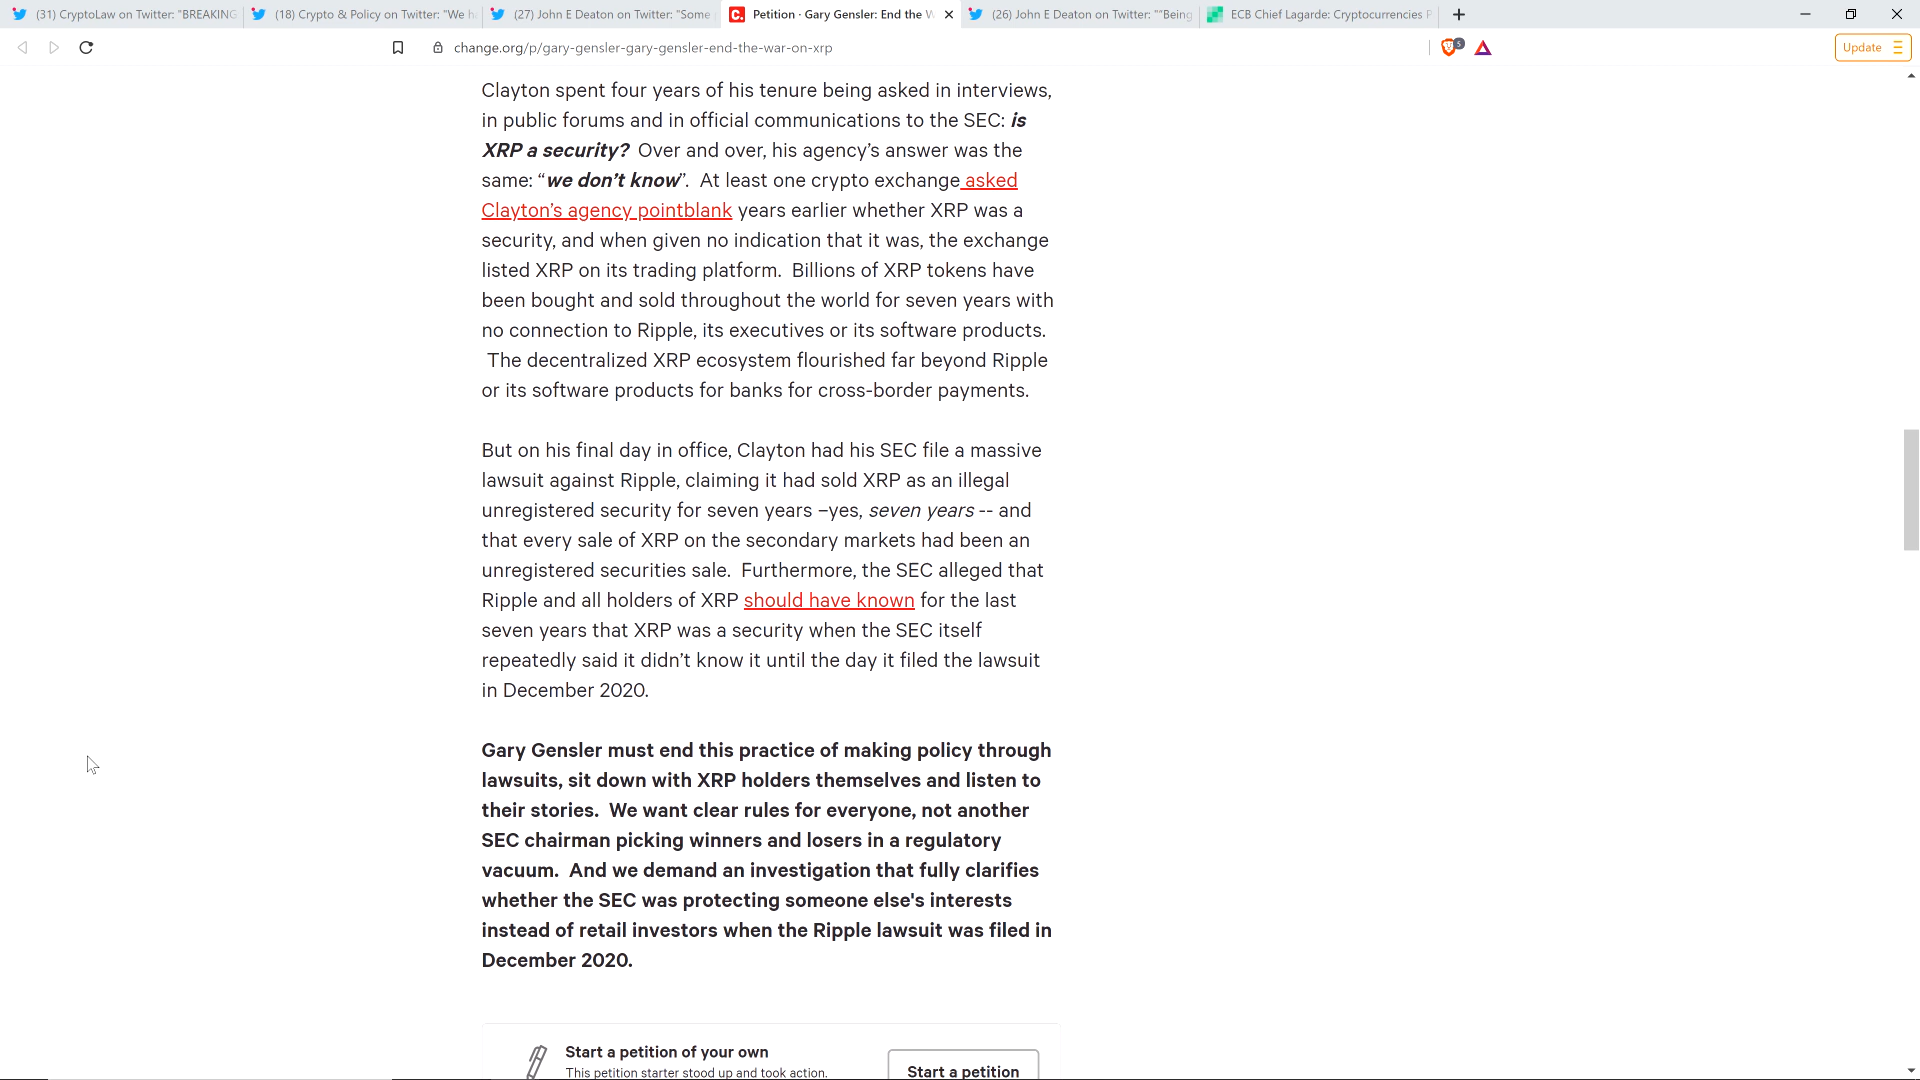 (31) CryptoLaw on Twitter: "BREAKING
(18) Crypto & Policy on Twitter: "We h
(27) John E Deaton on Twitter: "Some
Petition · Gary Gensler: End the W
(26) John E Deaton on Twitter: ""Being
ECB Chief Lagarde: Cryptocurrencies P
change.org/p/gary-gensler-gary-gensler-end-the-war-on-xrp
5
Update
Clayton spent four years of his tenure being asked in interviews,
in public forums and in official communications to the SEC: is
XRP a security?  Over and over, his agency’s answer was the
same: “we don’t know”.  At least one crypto exchange asked
Clayton’s agency pointblank years earlier whether XRP was a
security, and when given no indication that it was, the exchange
listed XRP on its trading platform.  Billions of XRP tokens have
been bought and sold throughout the world for seven years with
no connection to Ripple, its executives or its software products.
The decentralized XRP ecosystem flourished far beyond Ripple
or its software products for banks for cross-border payments.
But on his final day in office, Clayton had his SEC file a massive
lawsuit against Ripple, claiming it had sold XRP as an illegal
unregistered security for seven years –yes, seven years -- and
that every sale of XRP on the secondary markets had been an
unregistered securities sale.  Furthermore, the SEC alleged that
Ripple and all holders of XRP should have known for the last
seven years that XRP was a security when the SEC itself
repeatedly said it didn’t know it until the day it filed the lawsuit
in December 2020.
Gary Gensler must end this practice of making policy through
lawsuits, sit down with XRP holders themselves and listen to
their stories.  We want clear rules for everyone, not another
SEC chairman picking winners and losers in a regulatory
vacuum.  And we demand an investigation that fully clarifies
whether the SEC was protecting someone else's interests
instead of retail investors when the Ripple lawsuit was filed in
December 2020.
Start a petition of your own
This petition starter stood up and took action.
Start a petition